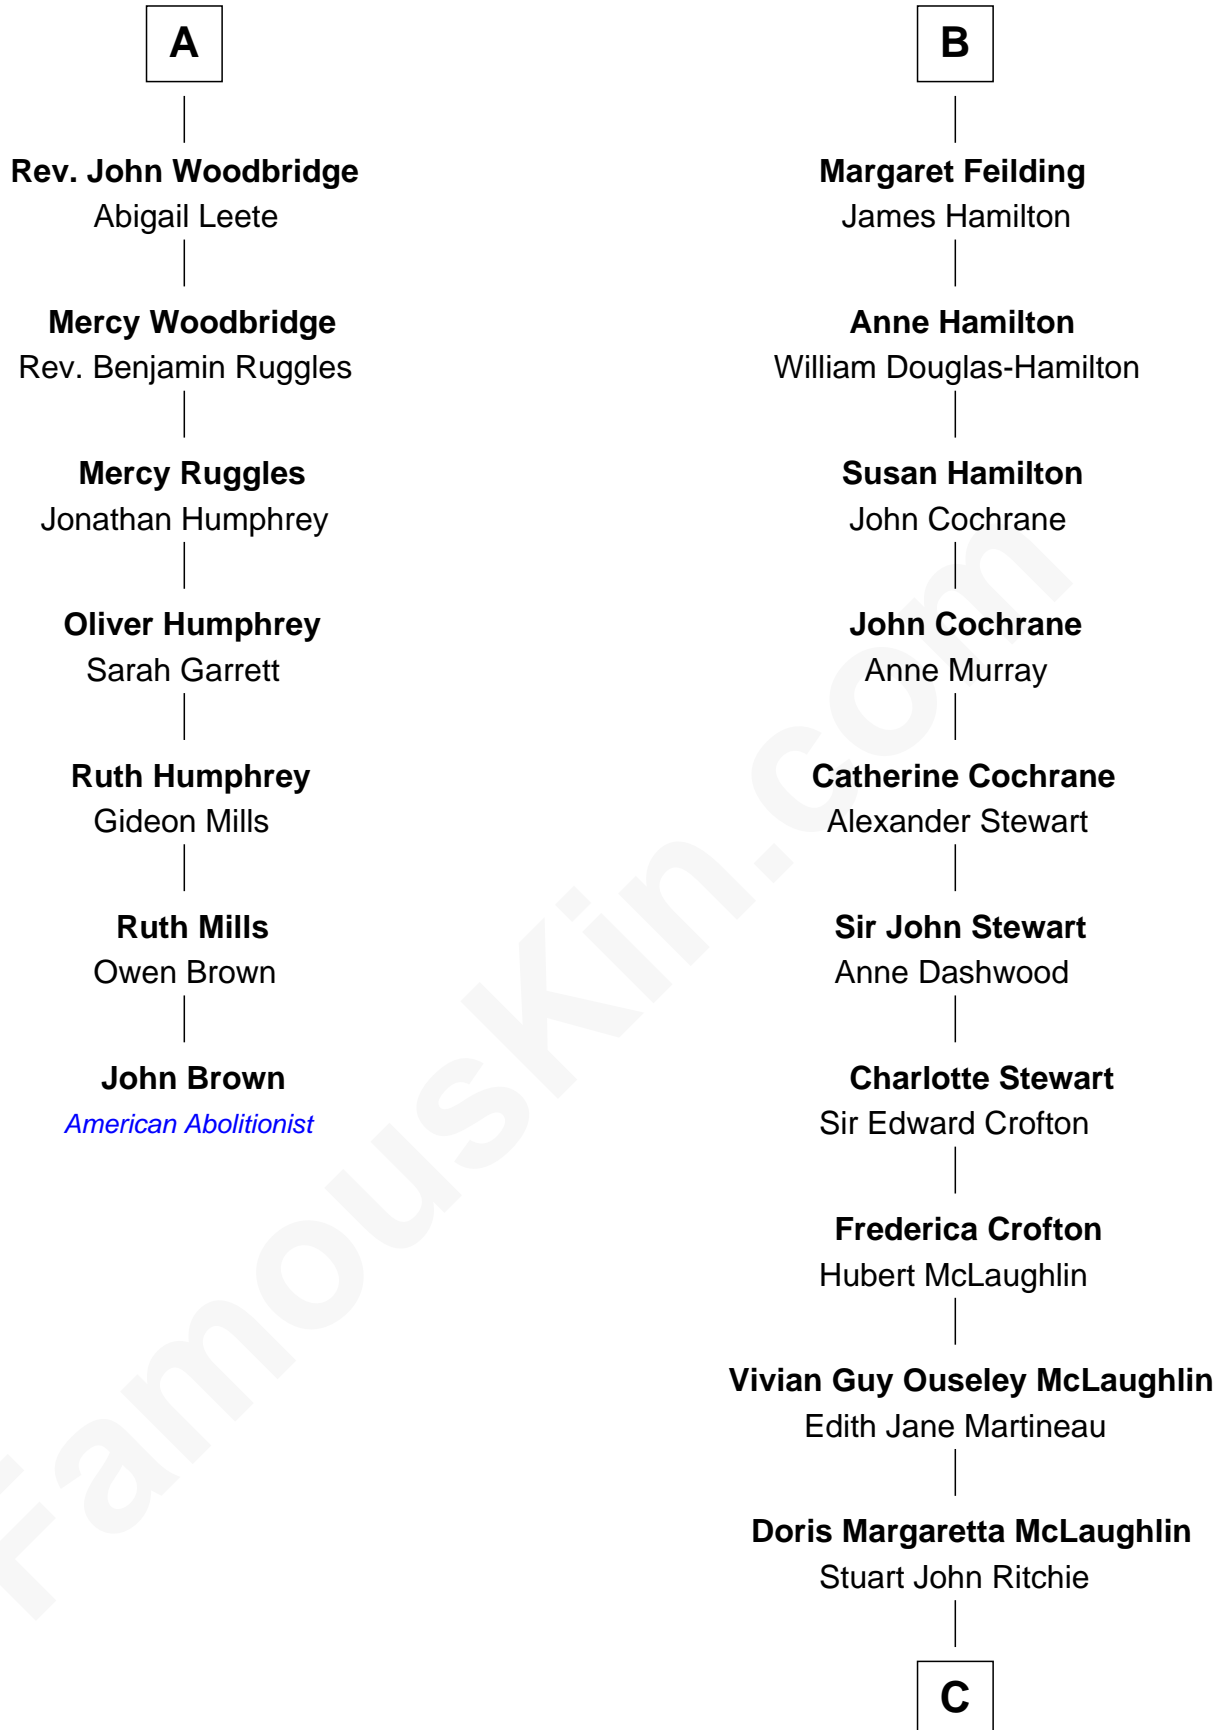 A
Rev. John Woodbridge
Abigail Leete
Mercy Woodbridge
Rev. Benjamin Ruggles
Mercy Ruggles
Jonathan Humphrey
Oliver Humphrey
Sarah Garrett
Ruth Humphrey
Gideon Mills
Ruth Mills
Owen Brown
John Brown
American Abolitionist
B
Margaret Feilding
James Hamilton
Anne Hamilton
William Douglas-Hamilton
Susan Hamilton
John Cochrane
John Cochrane
Anne Murray
Catherine Cochrane
Alexander Stewart
Sir John Stewart
Anne Dashwood
Charlotte Stewart
Sir Edward Crofton
Frederica Crofton
Hubert McLaughlin
Vivian Guy Ouseley McLaughlin
Edith Jane Martineau
Doris Margaretta McLaughlin
Stuart John Ritchie
C
FamousKin.com